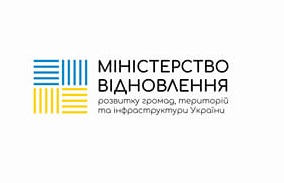 МІНІСТЕРСТВО
ВІДНОВЛЕННЯ
розвитку громад, територій
та інфраструктури України